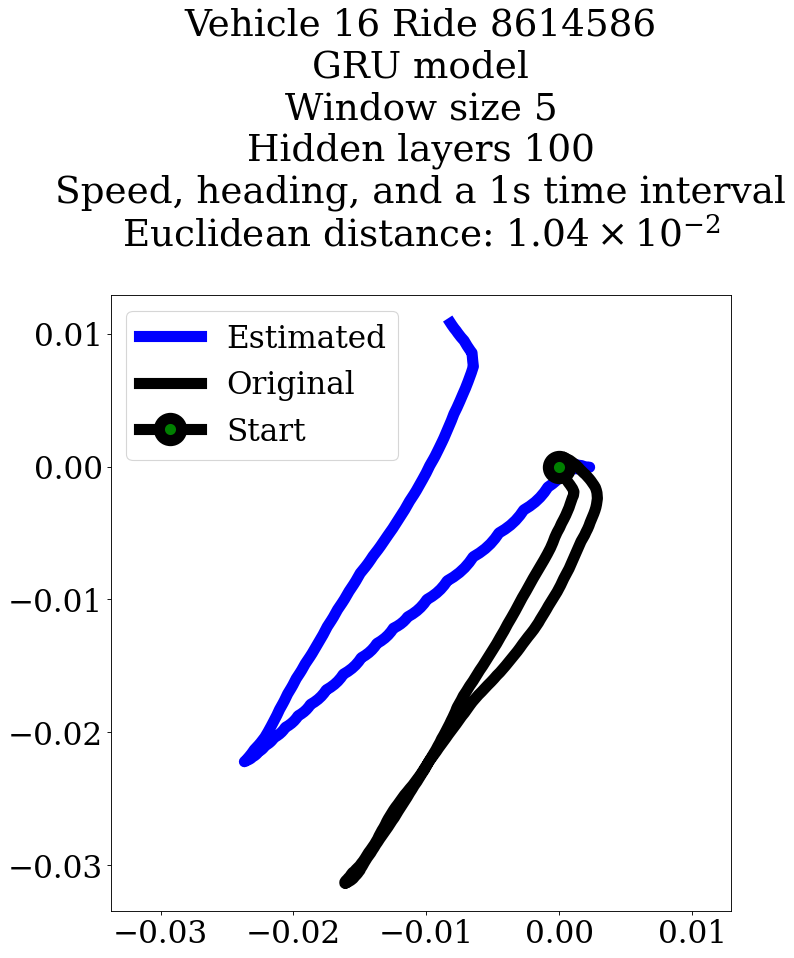 Vehicle 16 Ride 8614586
GRU model
Window size 5
Hidden layers 100
Speed, heading, and a 1s time interval
Euclidean distance: 1.04 × 10⁻²
Estimated
Original
Start
0.01
0.00
−0.01
−0.02
−0.03
−0.03 −0.02 −0.01 0.00 0.01